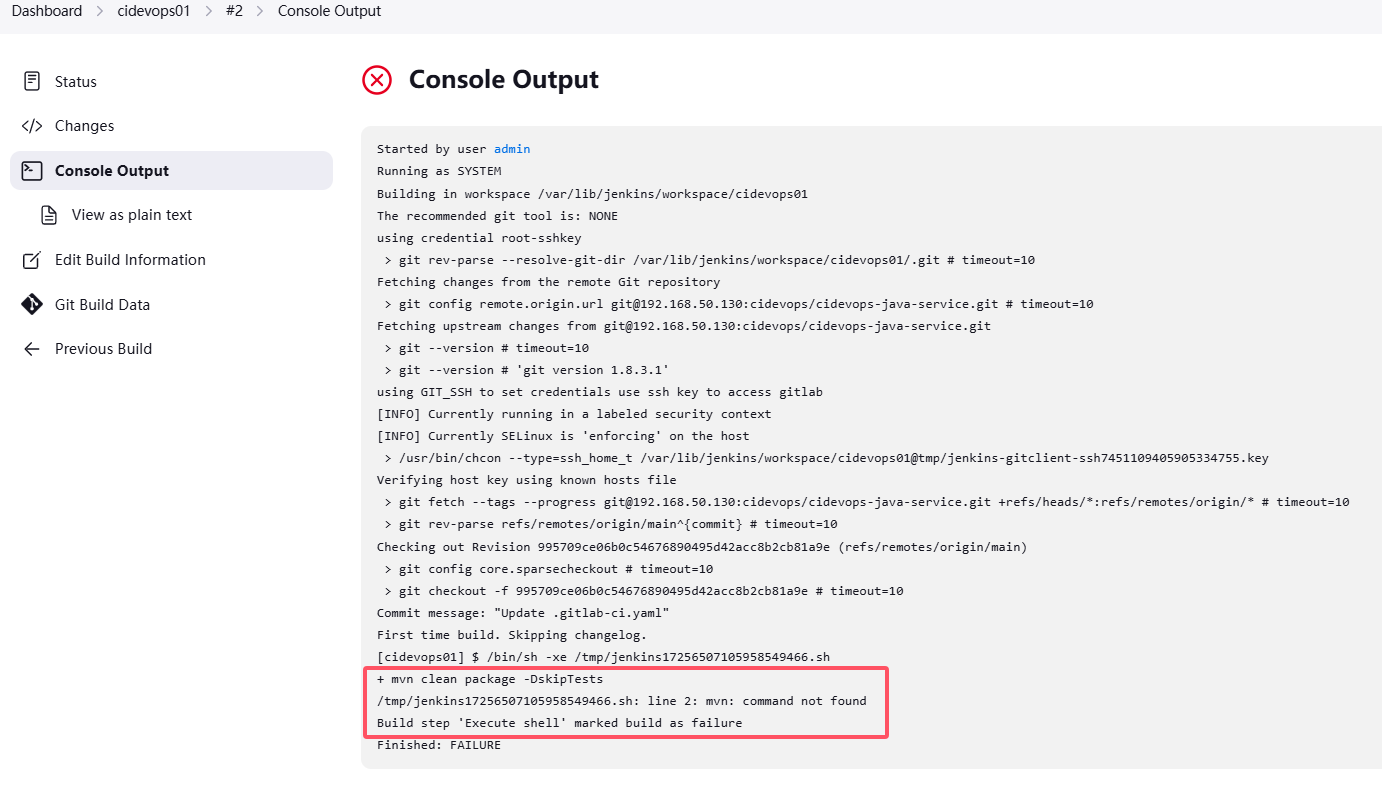 Dashboard > cidevops01 > #2 > Console Output
Status
Changes
Console Output
View as plain text
Edit Build Information
Git Build Data
Previous Build
Console Output
Started by user admin
Running as SYSTEM
Building in workspace /var/lib/jenkins/workspace/cidevops01
The recommended git tool is: NONE
using credential root-sshkey
 > git rev-parse --resolve-git-dir /var/lib/jenkins/workspace/cidevops01/.git # timeout=10
Fetching changes from the remote Git repository
 > git config remote.origin.url git@192.168.50.130:cidevops/cidevops-java-service.git # timeout=10
Fetching upstream changes from git@192.168.50.130:cidevops/cidevops-java-service.git
 > git --version # timeout=10
 > git --version # 'git version 1.8.3.1'
using GIT_SSH to set credentials use ssh key to access gitlab
[INFO] Currently running in a labeled security context
[INFO] Currently SELinux is 'enforcing' on the host
 > /usr/bin/chcon --type=ssh_home_t /var/lib/jenkins/workspace/cidevops01@tmp/jenkins-gitclient-ssh7451109405905334755.key
Verifying host key using known hosts file
 > git fetch --tags --progress git@192.168.50.130:cidevops/cidevops-java-service.git +refs/heads/*:refs/remotes/origin/* # timeout=10
 > git rev-parse refs/remotes/origin/main^{commit} # timeout=10
Checking out Revision 995709ce06b0c54676890495d42acc8b2cb81a9e (refs/remotes/origin/main)
 > git config core.sparsecheckout # timeout=10
 > git checkout -f 995709ce06b0c54676890495d42acc8b2cb81a9e # timeout=10
Commit message: "Update .gitlab-ci.yaml"
First time build. Skipping changelog.
[cidevops01] $ /bin/sh -xe /tmp/jenkins17256507105958549466.sh
+ mvn clean package -DskipTests
/tmp/jenkins17256507105958549466.sh: line 2: mvn: command not found
Build step 'Execute shell' marked build as failure
Finished: FAILURE